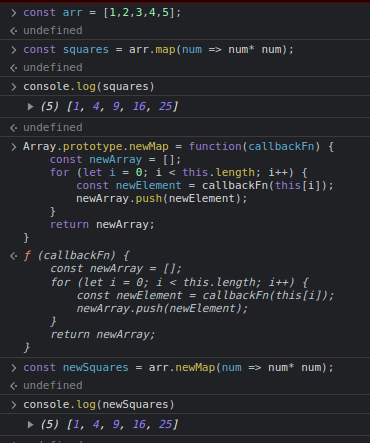 > const arr = [1,2,3,4,5];
<· undefined
> const squares = arr.map(num => num* num);
<· undefined
> console.log(squares)
▶ (5) [1, 4, 9, 16, 25]
<· undefined
> Array.prototype.newMap = function(callbackFn) {
    const newArray = [];
    for (let i = 0; i < this.length; i++) {
        const newElement = callbackFn(this[i]);
        newArray.push(newElement);
    }
    return newArray;
}
<· ƒ (callbackFn) {
    const newArray = [];
    for (let i = 0; i < this.length; i++) {
        const newElement = callbackFn(this[i]);
        newArray.push(newElement);
    }
    return newArray;
}
> const newSquares = arr.newMap(num => num* num);
<· undefined
> console.log(newSquares)
▶ (5) [1, 4, 9, 16, 25]